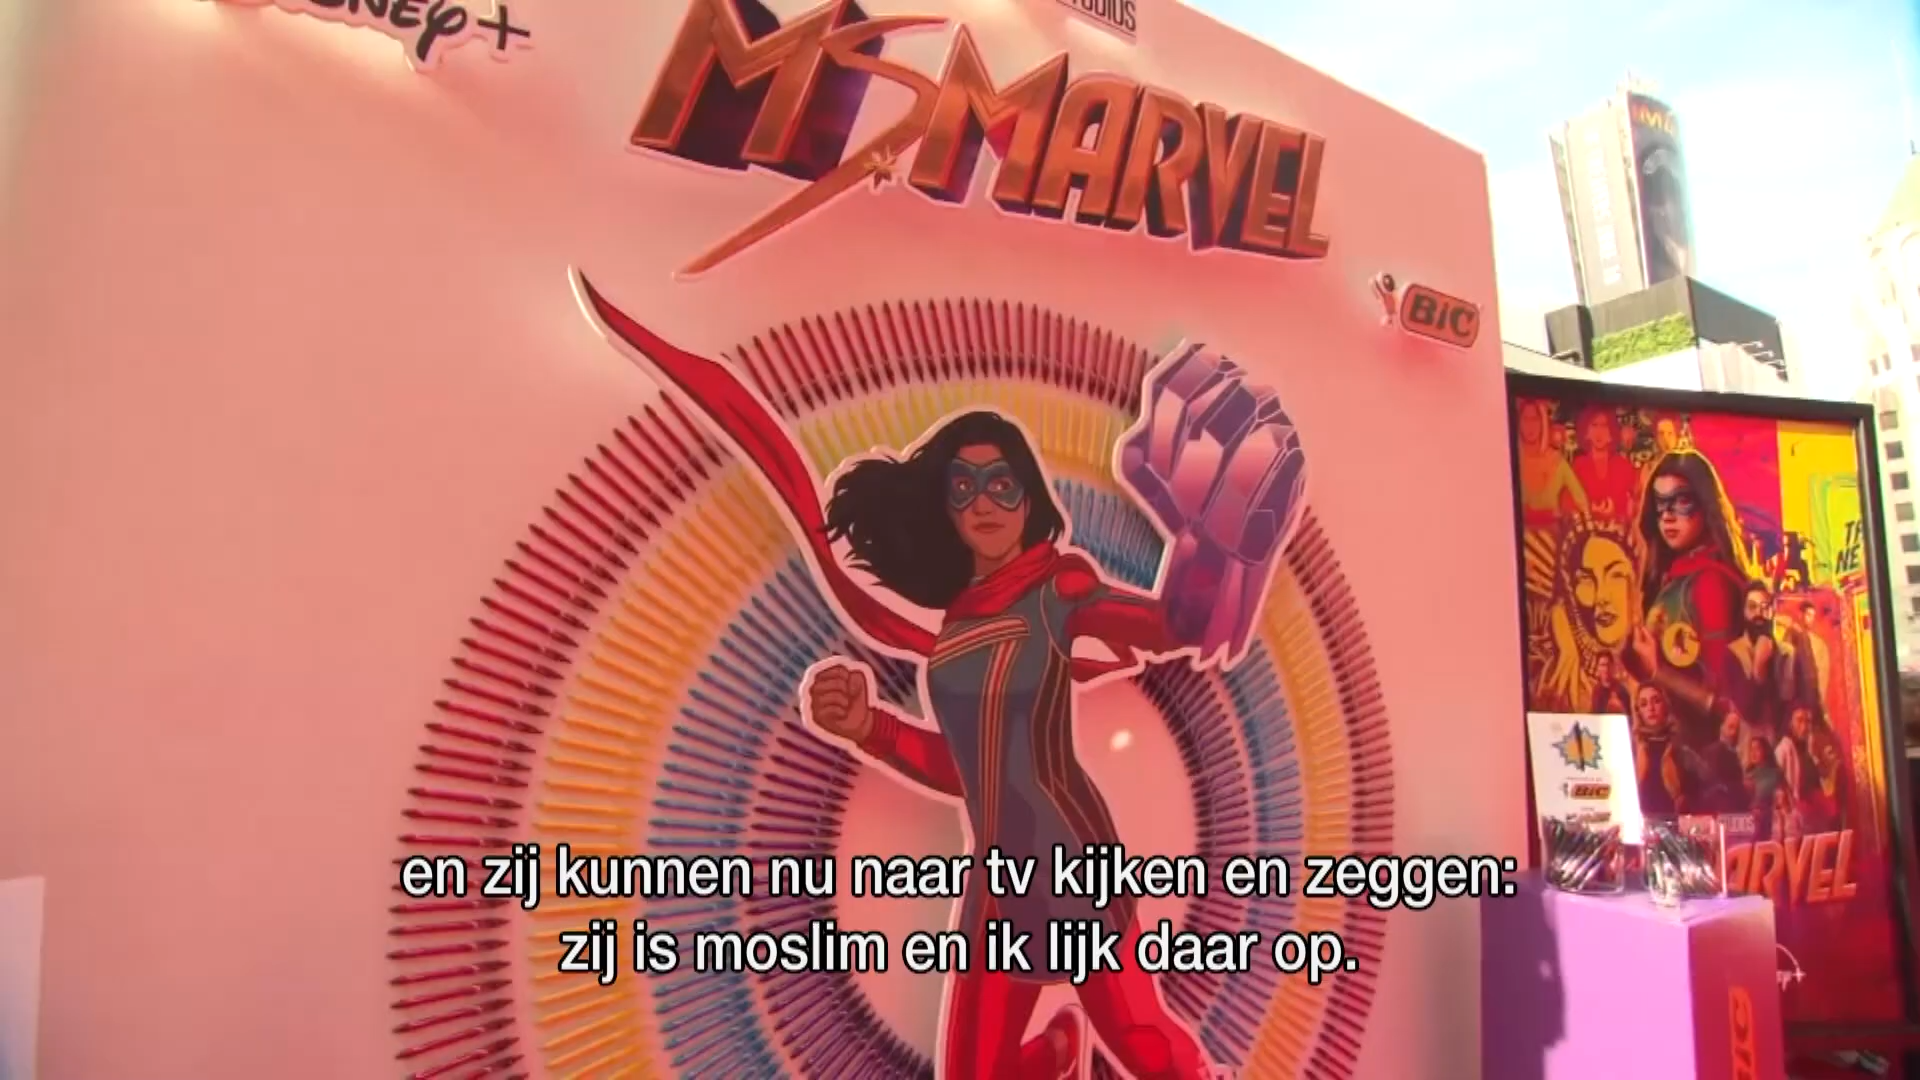 MS MARVEL
BIC
BIC
en zij kunnen nu naar tv kijken en zeggen:
zij is moslim en ik lijk daar op.